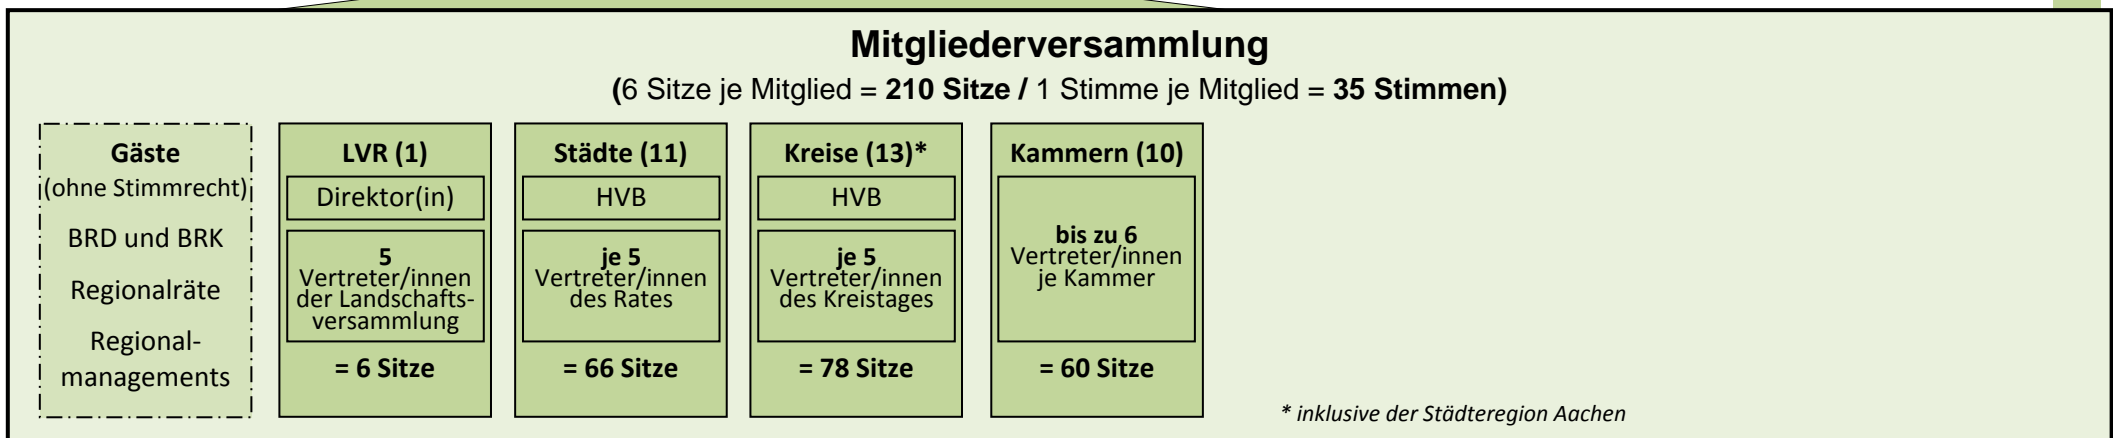 Mitgliederversammlung
(6 Sitze je Mitglied = 210 Sitze / 1 Stimme je Mitglied = 35 Stimmen)
Gäste
(ohne Stimmrecht)
BRD und BRK
Regionalräte
Regional-
managements
LVR (1)
Direktor(in)
5
Vertreter/innen
der Landschafts-
versammlung
= 6 Sitze
Städte (11)
HVB
je 5
Vertreter/innen
des Rates
= 66 Sitze
Kreise (13)*
HVB
je 5
Vertreter/innen
des Kreistages
= 78 Sitze
Kammern (10)
bis zu 6
Vertreter/innen
je Kammer
= 60 Sitze
* inklusive der Städteregion Aachen